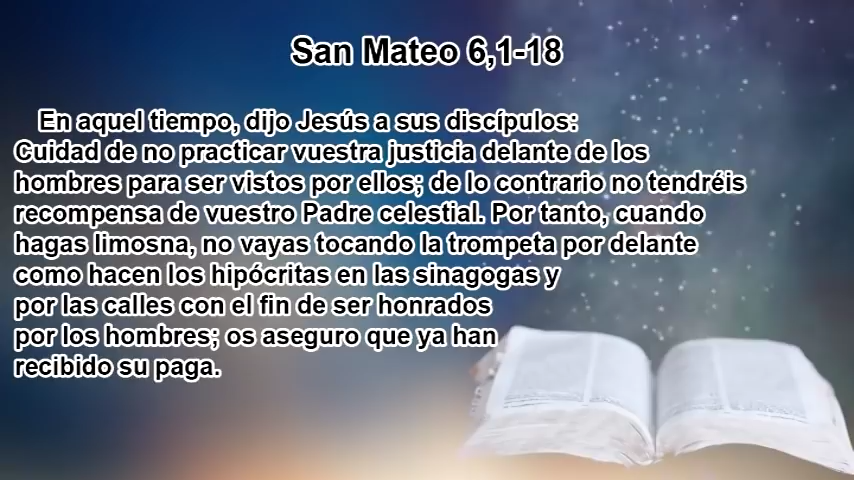 San Mateo 6,1-18
En aquel tiempo, dijo Jesús a sus discípulos:
Cuidad de no practicar vuestra justicia delante de los
hombres para ser vistos por ellos; de lo contrario no tendréis
recompensa de vuestro Padre celestial. Por tanto, cuando
hagas limosna, no vayas tocando la trompeta por delante
como hacen los hipócritas en las sinagogas y
por las calles con el fin de ser honrados
por los hombres; os aseguro que ya han
recibido su paga.